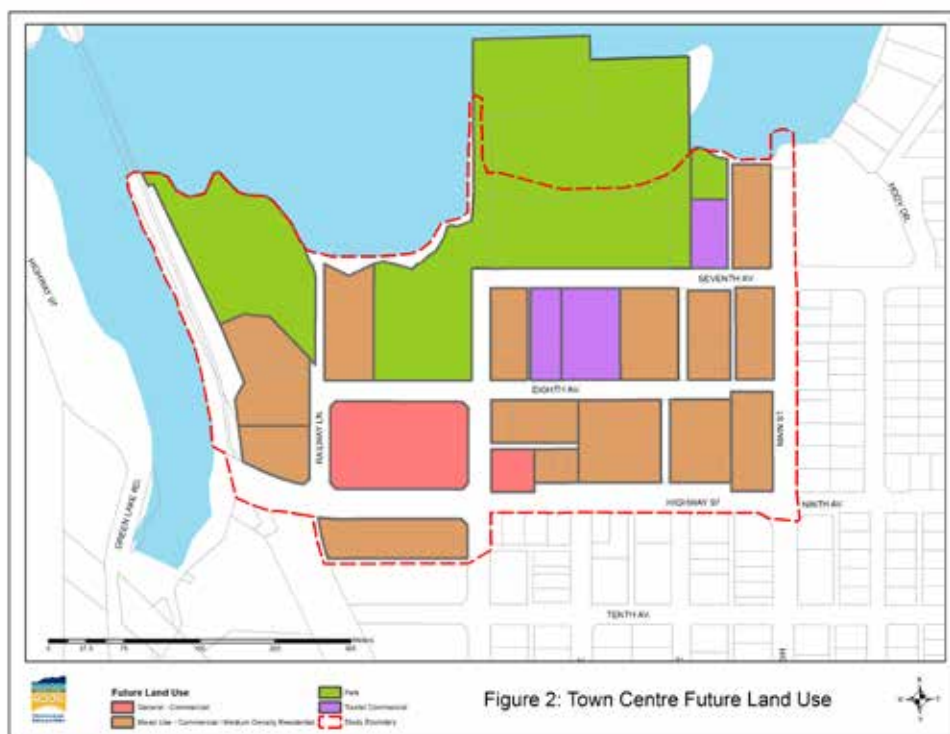 MOODY DR.
HIGHWAY 97
SEVENTH AV.
EIGHTH AV.
RAILWAY LN.
MAIN ST.
GREEN LAKE RD.
HIGHWAY 97
NINTH AV.
TENTH AV.
Future Land Use
General - Commercial
Mixed Use - Commercial / Medium Density Residential
Park
Tourist Commercial
Study Boundary
Figure 2: Town Centre Future Land Use